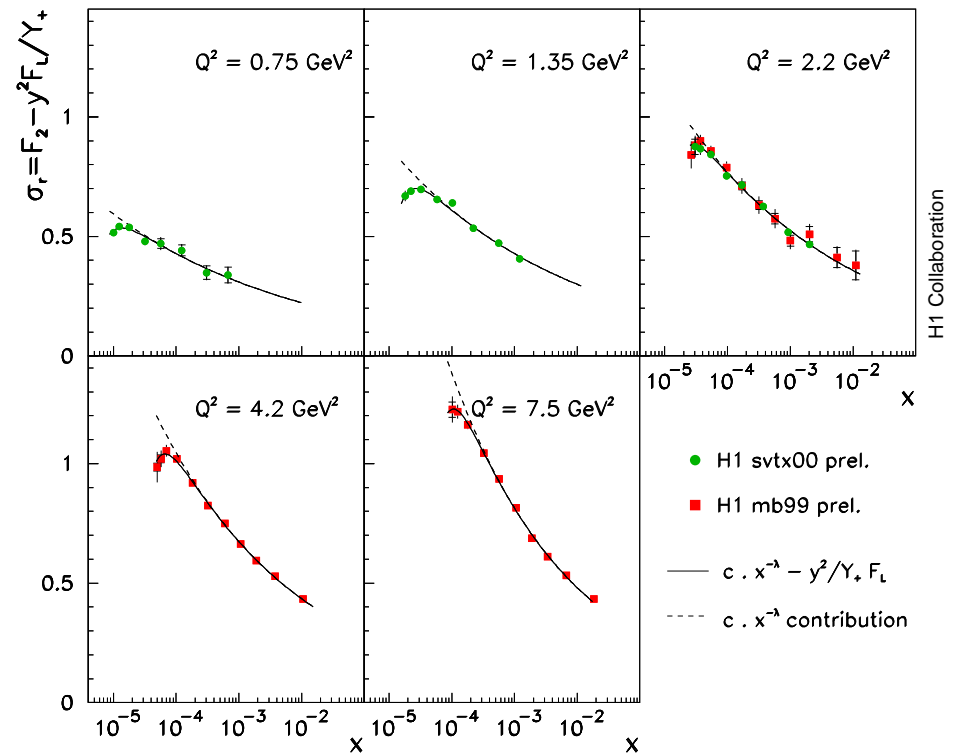 σᵣ=F₂−y²F_L/Y₊
Q² = 0.75 GeV²
Q² = 1.35 GeV²
Q² = 2.2 GeV²
1
0.5
0
10⁻⁵ 10⁻⁴ 10⁻³ 10⁻²
x
H1 Collaboration
Q² = 4.2 GeV²
Q² = 7.5 GeV²
1
0.5
0
10⁻⁵ 10⁻⁴ 10⁻³ 10⁻²
x
10⁻⁵ 10⁻⁴ 10⁻³ 10⁻²
x
H1 svtx00 prel.
H1 mb99 prel.
c . x^−λ − y²/Y₊ F_L
c . x^−λ contribution